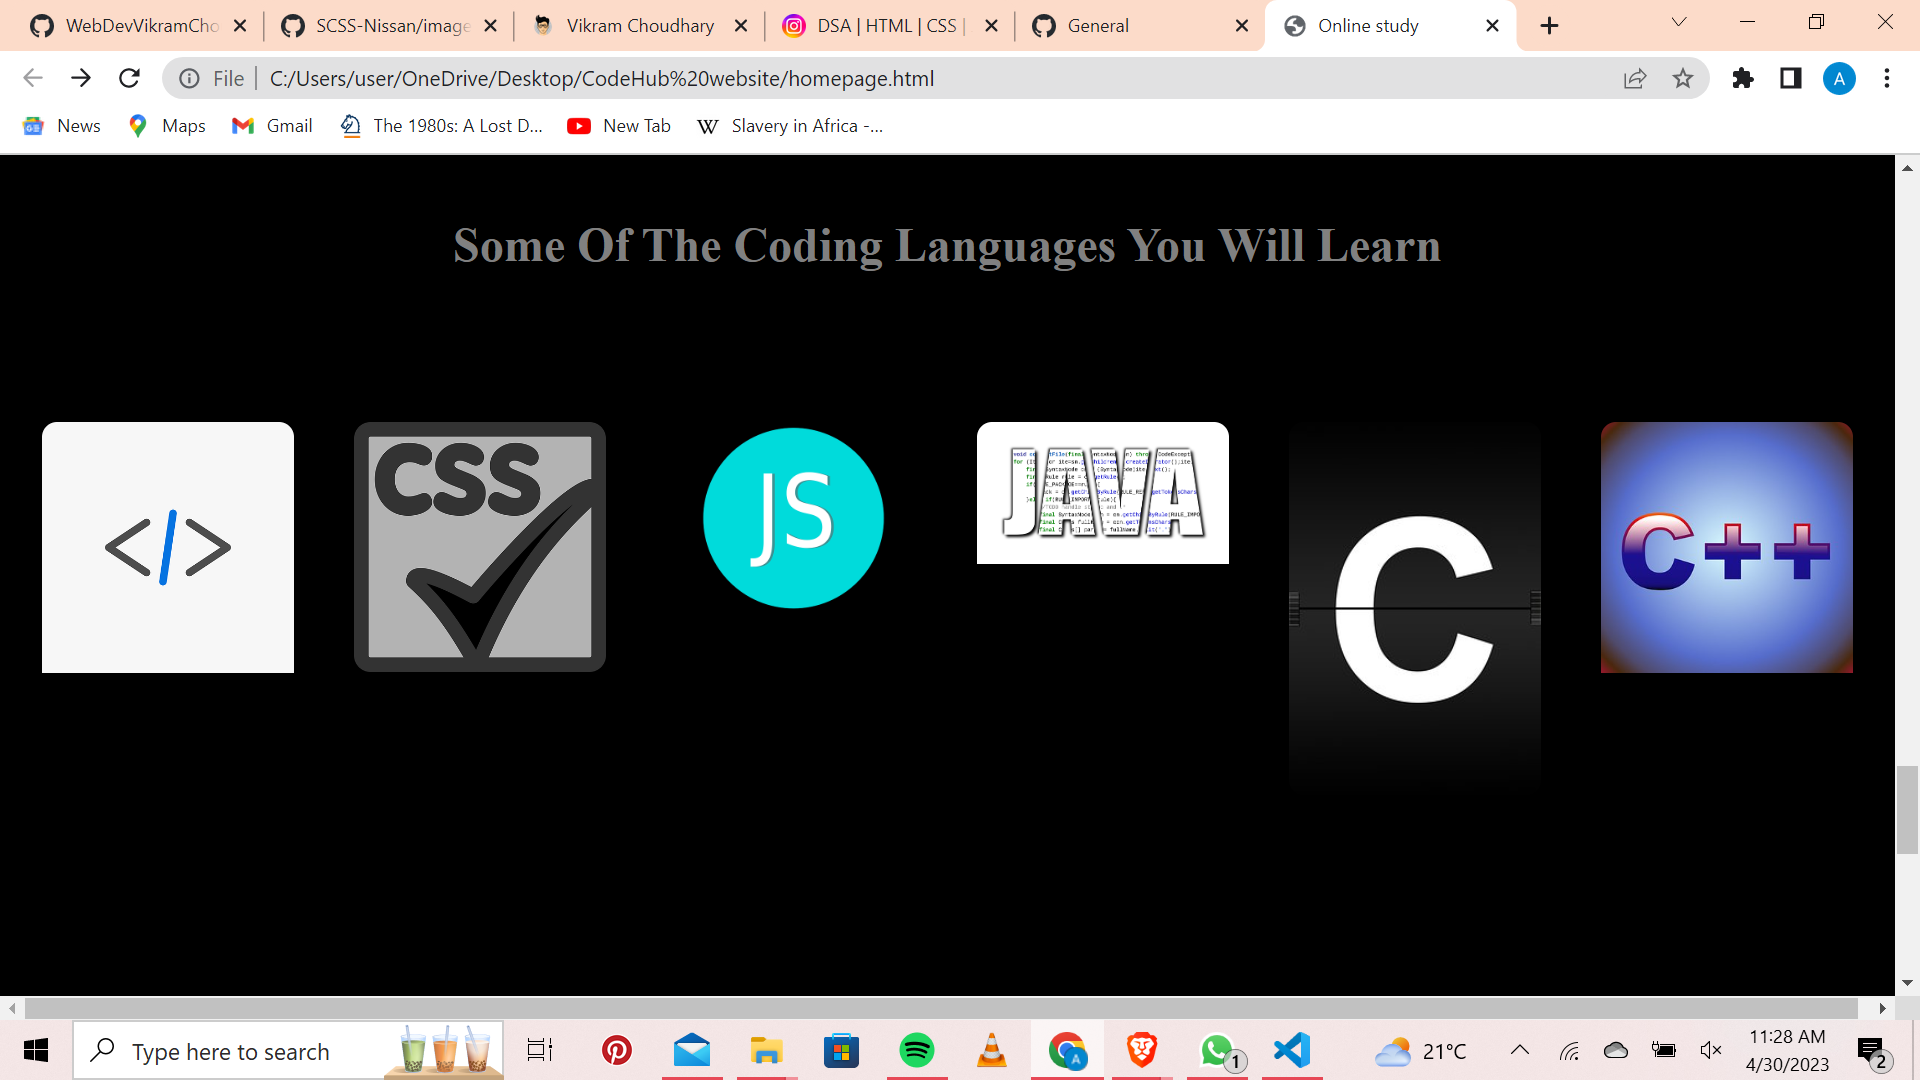 WebDevVikramCho
SCSS-Nissan/image
Vikram Choudhary
DSA | HTML | CSS |
General
Online study
File
C:/Users/user/OneDrive/Desktop/CodeHub%20website/homepage.html
A
News
Maps
Gmail
The 1980s: A Lost D...
New Tab
W
Slavery in Africa -...
Some Of The Coding Languages You Will Learn
</>
CSS
JS
JAVA
C
C++
Type here to search
A
1
21°C
11:28 AM
4/30/2023
2